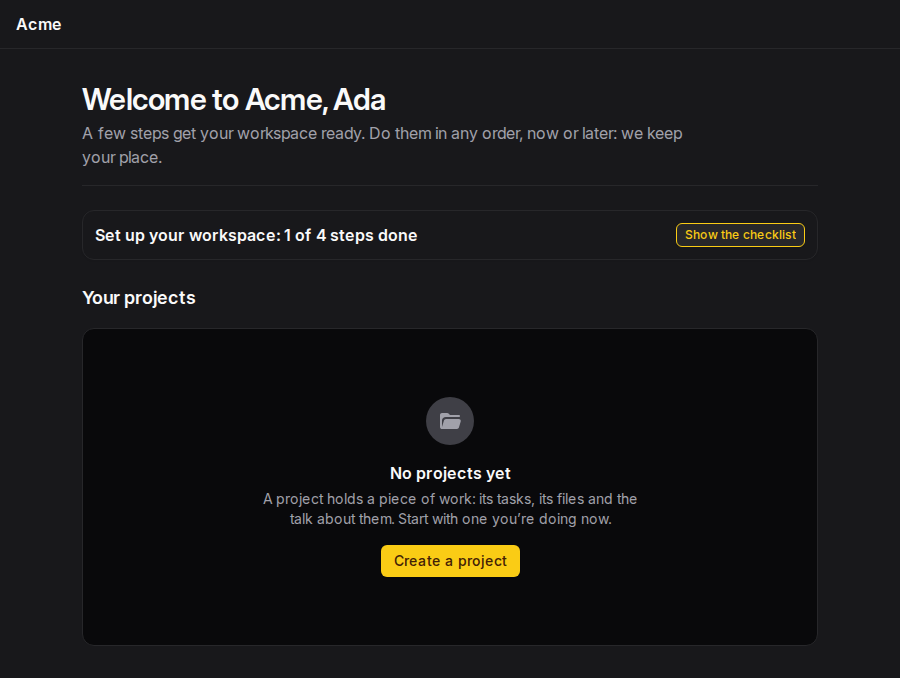 Acme
Welcome to Acme, Ada
A few steps get your workspace ready. Do them in any order, now or later: we keep
your place.
Set up your workspace: 1 of 4 steps done
Show the checklist
Your projects
No projects yet
A project holds a piece of work: its tasks, its files and the
talk about them. Start with one you’re doing now.
Create a project